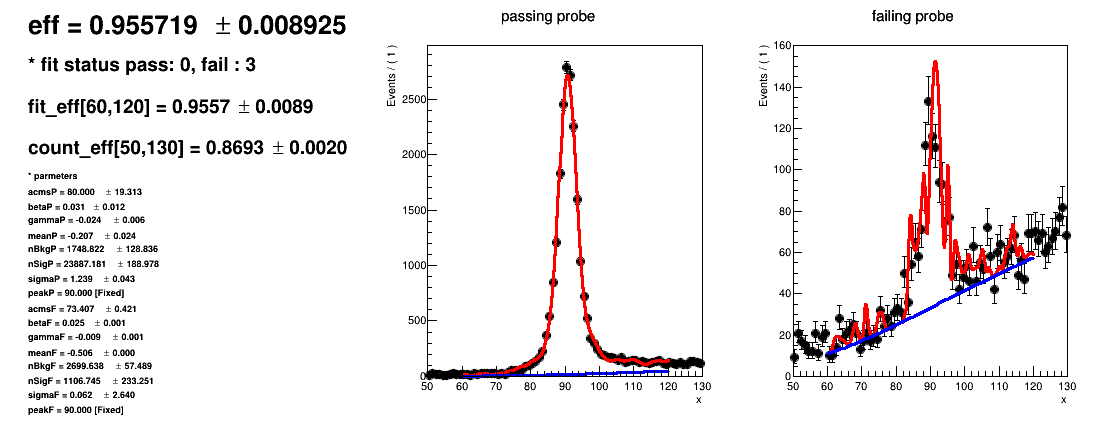 eff = 0.955719 ± 0.008925
* fit status pass: 0, fail : 3
fit_eff[60,120] = 0.9557 ± 0.0089
count_eff[50,130] = 0.8693 ± 0.0020
* parmeters
acmsP = 80.000 ± 19.313
betaP = 0.031 ± 0.012
gammaP = -0.024 ± 0.006
meanP = -0.207 ± 0.024
nBkgP = 1748.822 ± 128.836
nSigP = 23887.181 ± 188.978
sigmaP = 1.239 ± 0.043
peakP = 90.000 [Fixed]
acmsF = 73.407 ± 0.421
betaF = 0.025 ± 0.001
gammaF = -0.009 ± 0.001
meanF = -0.506 ± 0.000
nBkgF = 2699.638 ± 57.489
nSigF = 1106.745 ± 233.251
sigmaF = 0.062 ± 2.640
peakF = 90.000 [Fixed]
passing probe
Events / ( 1 )
2500
2000
1500
1000
500
0
50 60 70 80 90 100 110 120 130
x
failing probe
Events / ( 1 )
160
140
120
100
80
60
40
20
0
50 60 70 80 90 100 110 120 130
x